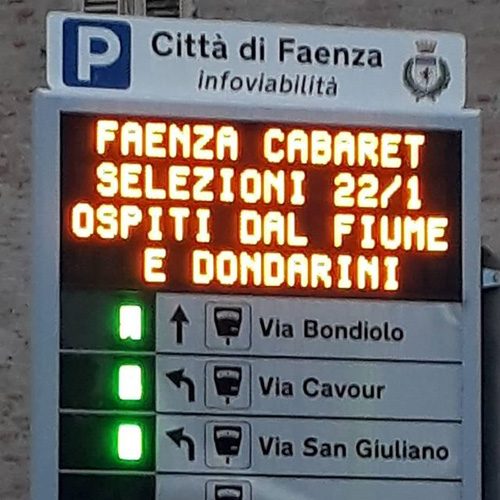 P
Città di Faenza
infoviabilità
FAENZA CABARET
SELEZIONI 22/1
OSPITI DAL FIUME
E DONDARINI
Via Bondiolo
Via Cavour
Via San Giuliano